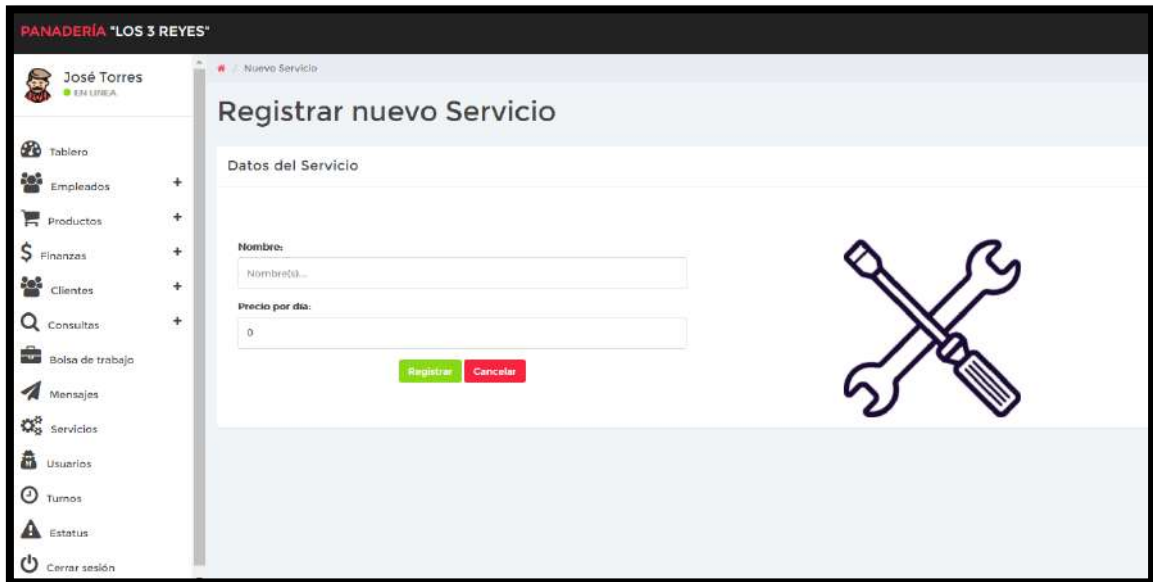 PANADERÍA "LOS 3 REYES"
José Torres
EN LINEA
Tablero
Empleados +
Productos +
$ Finanzas +
Clientes +
Consultas +
Bolsa de trabajo
Mensajes
Servicios
Usuarios
Turnos
Estatus
Cerrar sesión
/ Nuevo Servicio
Registrar nuevo Servicio
Datos del Servicio
Nombre:
Nombre(s)...
Precio por día:
0
Registrar Cancelar